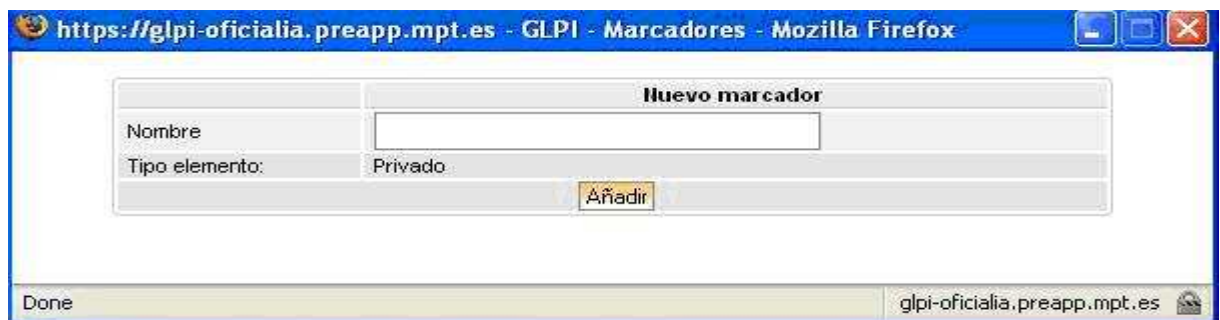 https://glpi-oficialia.preapp.mpt.es - GLPI - Marcadores - Mozilla Firefox
Nuevo marcador
Nombre
Tipo elemento: Privado
Añadir
Done glpi-oficialia.preapp.mpt.es